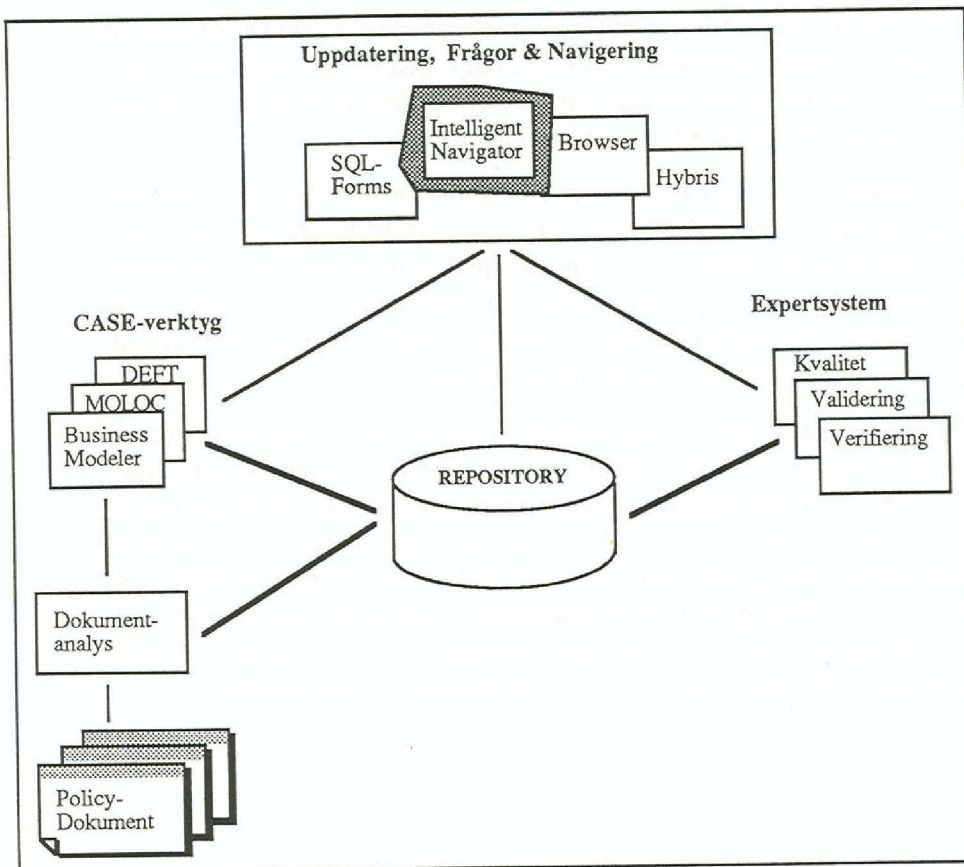 Uppdatering, Frågor & Navigering
Intelligent
Navigator
SQL-
Forms
Browser
Hybris
CASE-verktyg
DEFT
MOLOC
Business
Modeler
Expertsystem
Kvalitet
Validering
Verifiering
REPOSITORY
Dokument-
analys
Policy-
Dokument